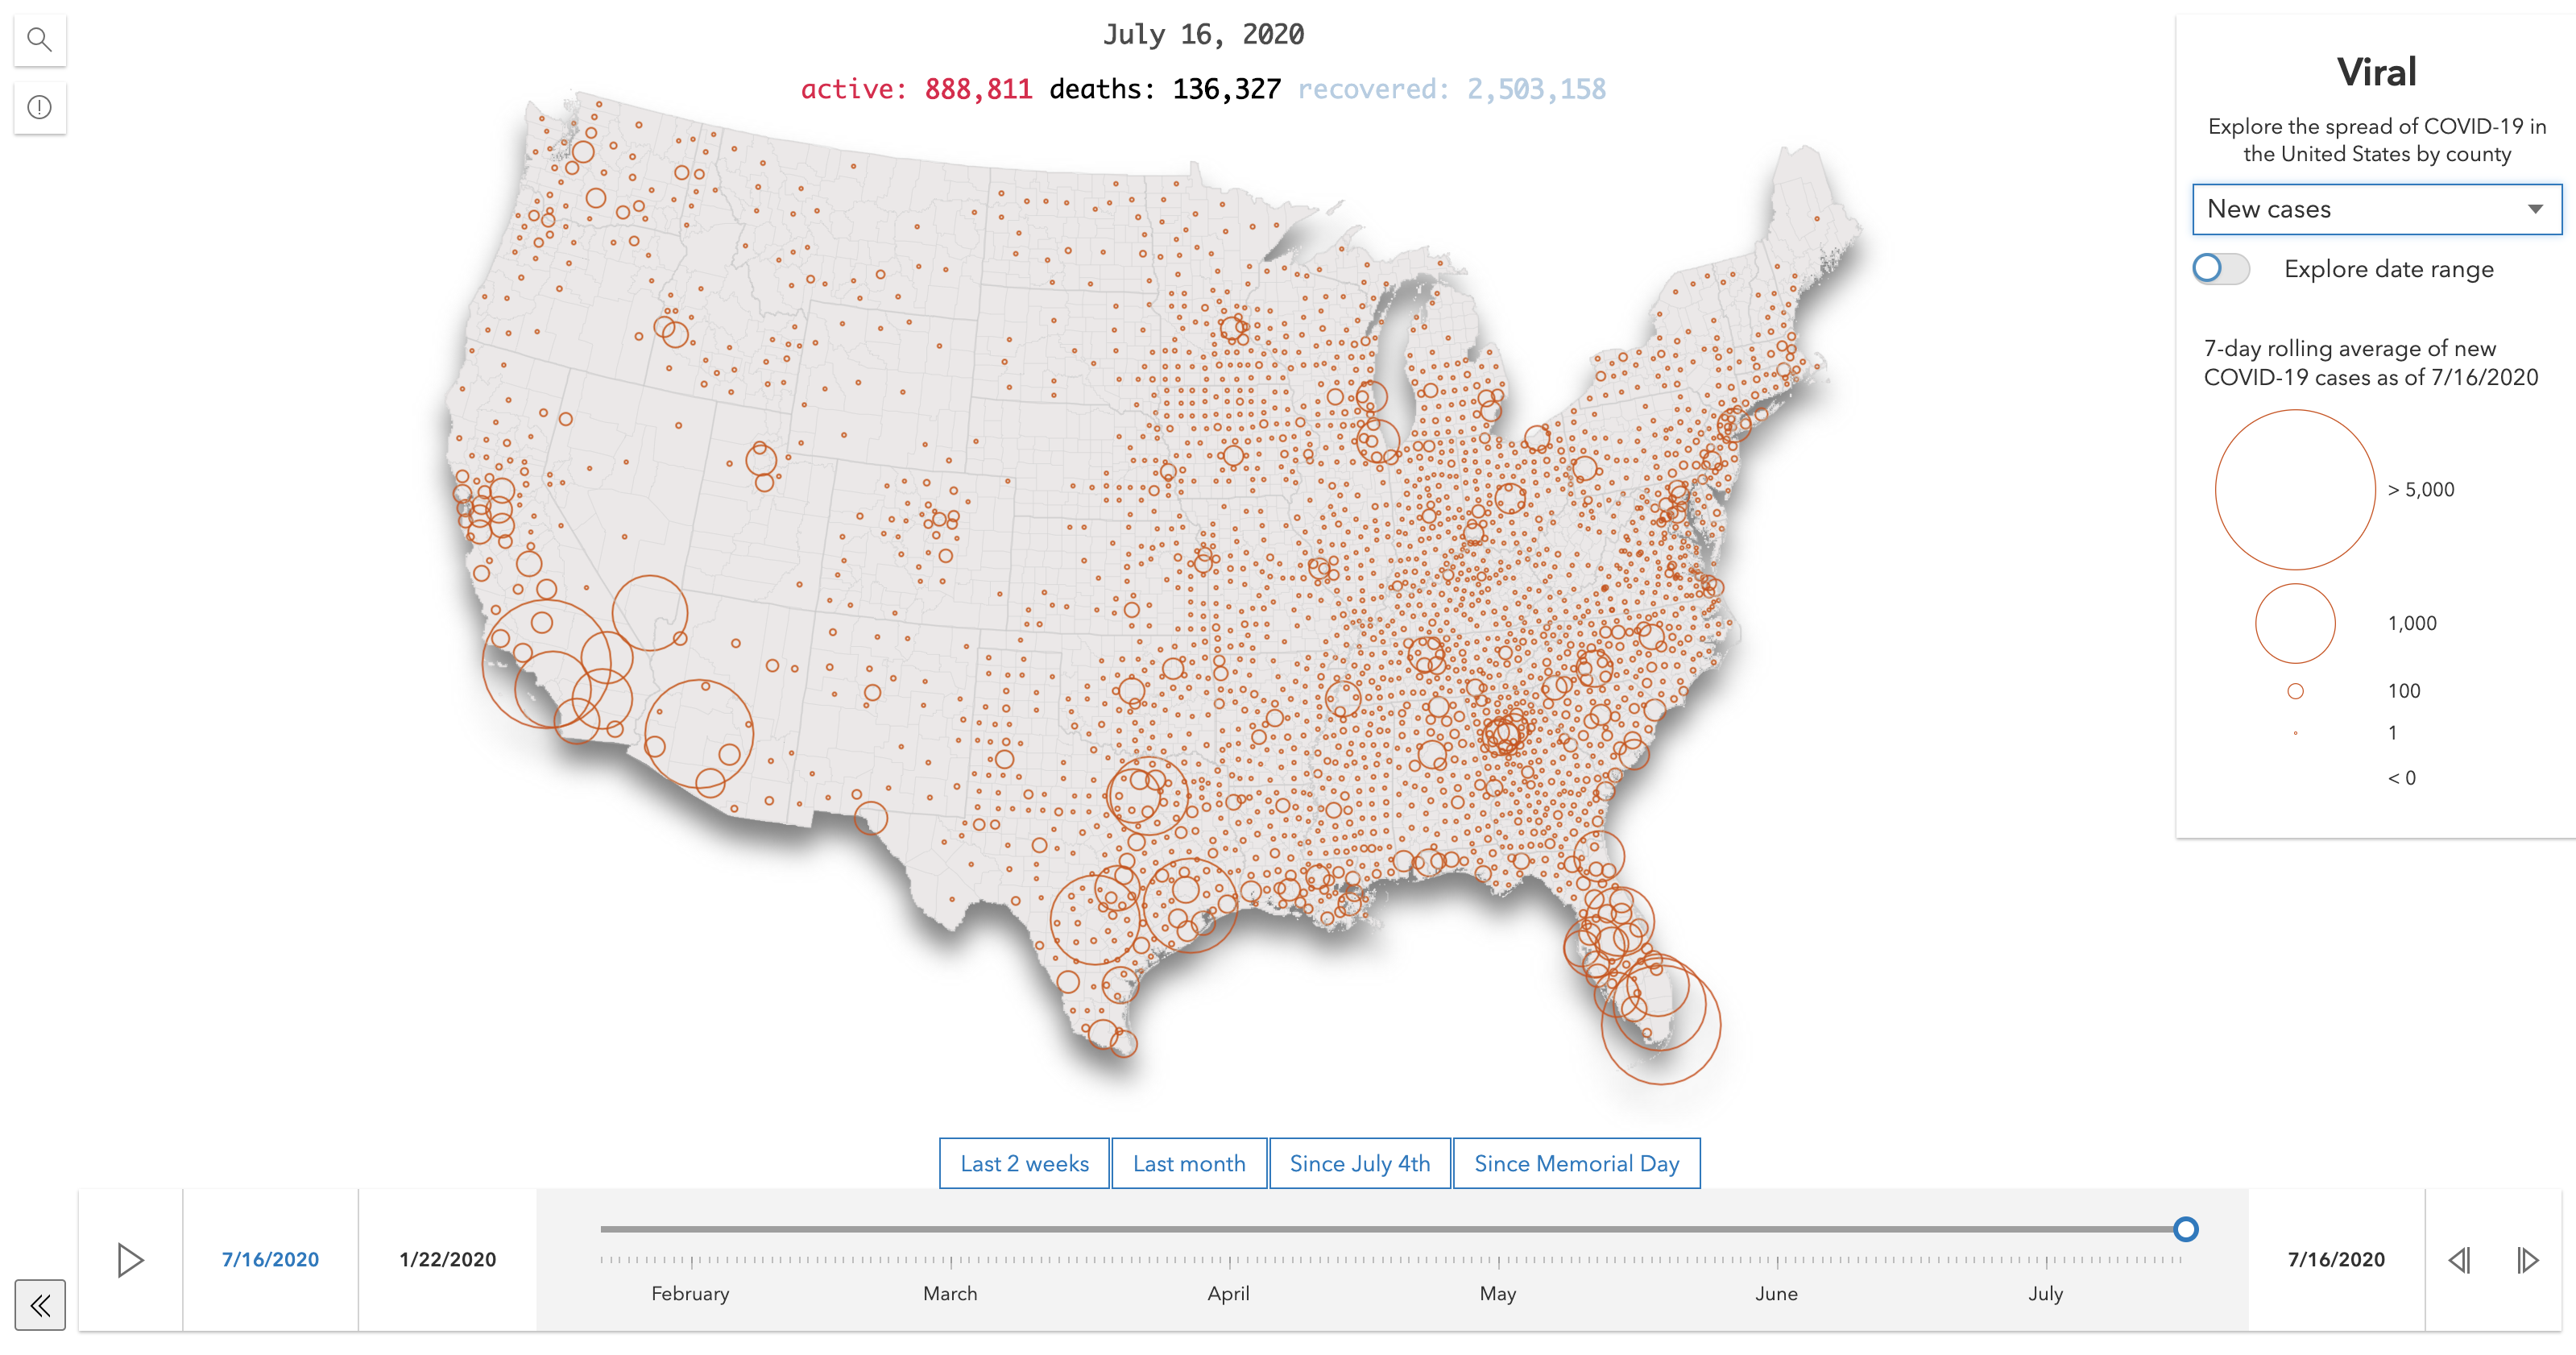 July 16, 2020
active: 888,811 deaths: 136,327 recovered: 2,503,158
Viral
Explore the spread of COVID-19 in
the United States by county
New cases
Explore date range
7-day rolling average of new
COVID-19 cases as of 7/16/2020
> 5,000
1,000
100
1
< 0
Last 2 weeks
Last month
Since July 4th
Since Memorial Day
7/16/2020
1/22/2020
February
March
April
May
June
July
7/16/2020